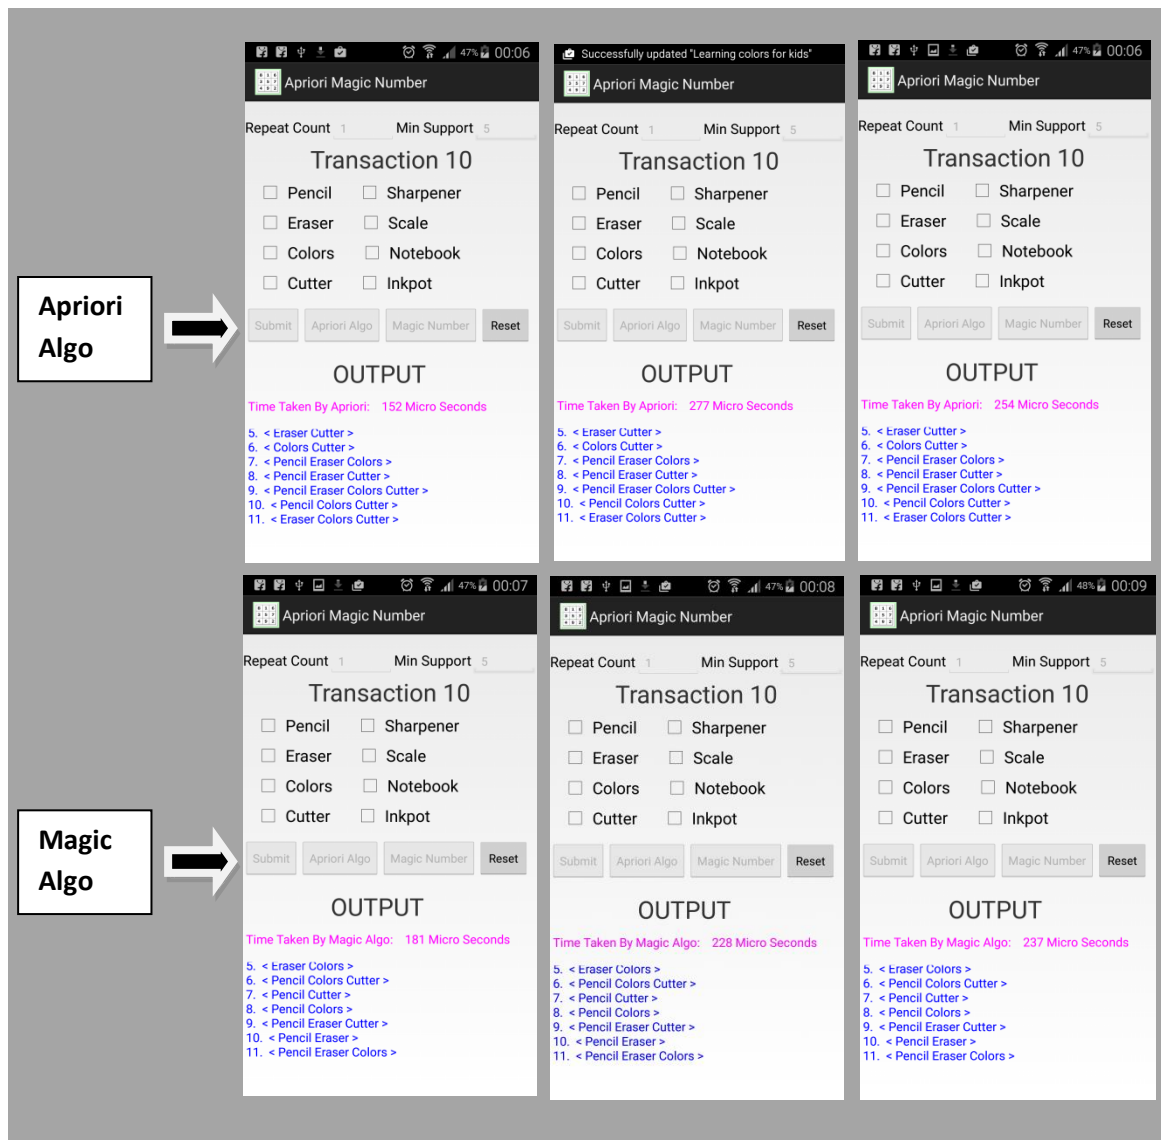 47% 00:06
Apriori Magic Number
Repeat Count 1 Min Support 5
Transaction 10
Pencil Sharpener
Eraser Scale
Colors Notebook
Cutter Inkpot
Submit Apriori Algo Magic Number Reset
OUTPUT
Time Taken By Apriori: 152 Micro Seconds
5. < Eraser Cutter >
6. < Colors Cutter >
7. < Pencil Eraser Colors >
8. < Pencil Eraser Cutter >
9. < Pencil Eraser Colors Cutter >
10. < Pencil Colors Cutter >
11. < Eraser Colors Cutter >
Successfully updated "Learning colors for kids"
Apriori Magic Number
Repeat Count 1 Min Support 5
Transaction 10
Pencil Sharpener
Eraser Scale
Colors Notebook
Cutter Inkpot
Submit Apriori Algo Magic Number Reset
OUTPUT
Time Taken By Apriori: 277 Micro Seconds
5. < Eraser Cutter >
6. < Colors Cutter >
7. < Pencil Eraser Colors >
8. < Pencil Eraser Cutter >
9. < Pencil Eraser Colors Cutter >
10. < Pencil Colors Cutter >
11. < Eraser Colors Cutter >
47% 00:06
Apriori Magic Number
Repeat Count 1 Min Support 5
Transaction 10
Pencil Sharpener
Eraser Scale
Colors Notebook
Cutter Inkpot
Submit Apriori Algo Magic Number Reset
OUTPUT
Time Taken By Apriori: 254 Micro Seconds
5. < Eraser Cutter >
6. < Colors Cutter >
7. < Pencil Eraser Colors >
8. < Pencil Eraser Cutter >
9. < Pencil Eraser Colors Cutter >
10. < Pencil Colors Cutter >
11. < Eraser Colors Cutter >
Apriori
Algo
47% 00:07
Apriori Magic Number
Repeat Count 1 Min Support 5
Transaction 10
Pencil Sharpener
Eraser Scale
Colors Notebook
Cutter Inkpot
Submit Apriori Algo Magic Number Reset
OUTPUT
Time Taken By Magic Algo: 181 Micro Seconds
5. < Eraser Colors >
6. < Pencil Colors Cutter >
7. < Pencil Cutter >
8. < Pencil Colors >
9. < Pencil Eraser Cutter >
10. < Pencil Eraser >
11. < Pencil Eraser Colors >
47% 00:08
Apriori Magic Number
Repeat Count 1 Min Support 5
Transaction 10
Pencil Sharpener
Eraser Scale
Colors Notebook
Cutter Inkpot
Submit Apriori Algo Magic Number Reset
OUTPUT
Time Taken By Magic Algo: 228 Micro Seconds
5. < Eraser Colors >
6. < Pencil Colors Cutter >
7. < Pencil Cutter >
8. < Pencil Colors >
9. < Pencil Eraser Cutter >
10. < Pencil Eraser >
11. < Pencil Eraser Colors >
48% 00:09
Apriori Magic Number
Repeat Count 1 Min Support 5
Transaction 10
Pencil Sharpener
Eraser Scale
Colors Notebook
Cutter Inkpot
Submit Apriori Algo Magic Number Reset
OUTPUT
Time Taken By Magic Algo: 237 Micro Seconds
5. < Eraser Colors >
6. < Pencil Colors Cutter >
7. < Pencil Cutter >
8. < Pencil Colors >
9. < Pencil Eraser Cutter >
10. < Pencil Eraser >
11. < Pencil Eraser Colors >
Magic
Algo